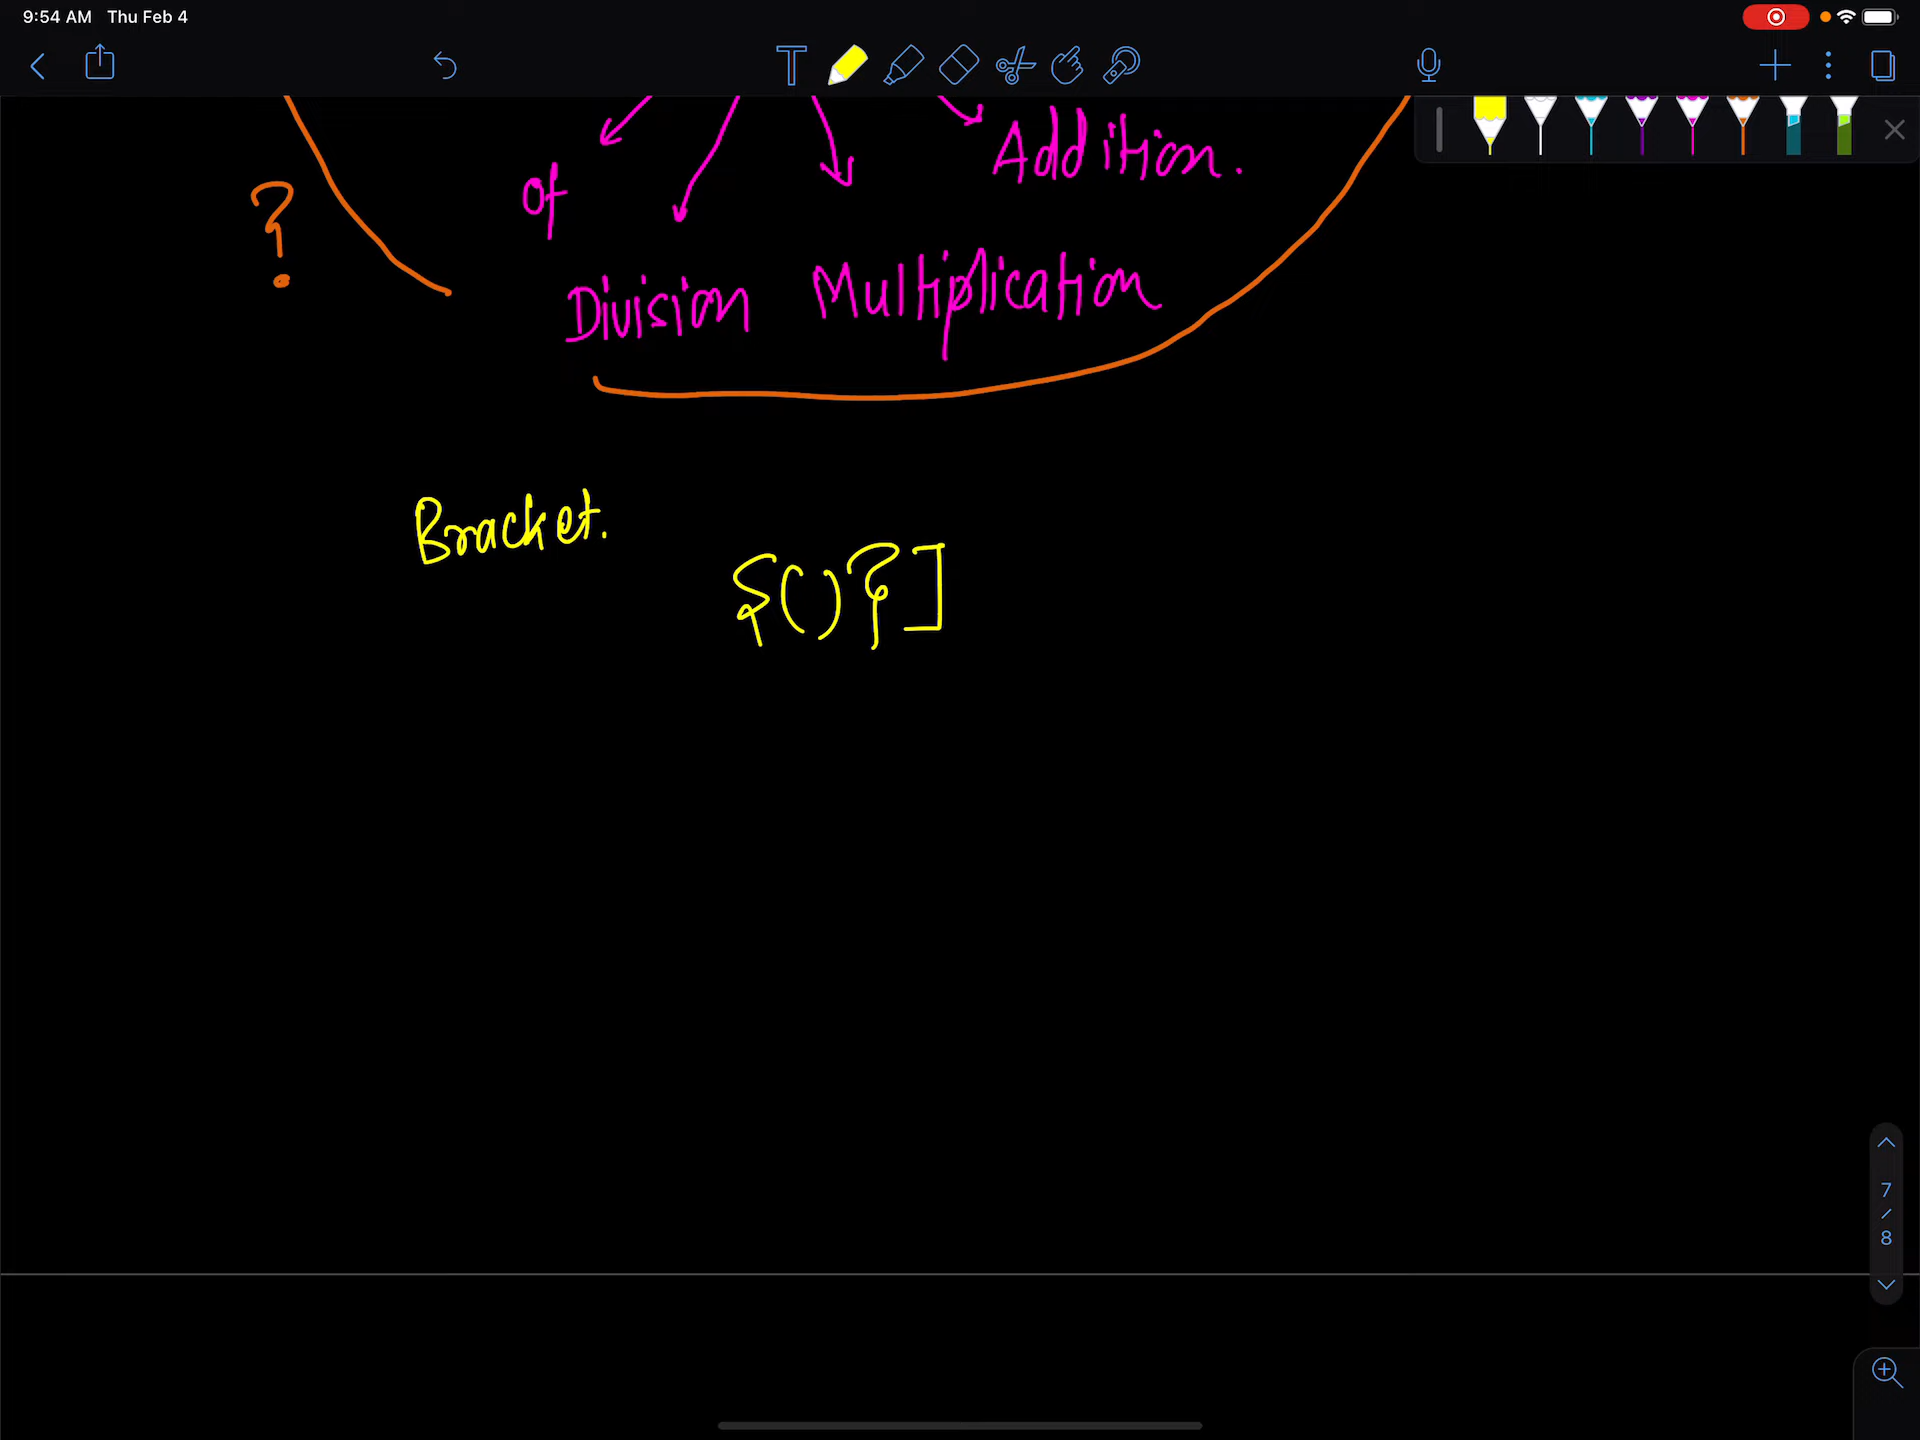 9:54 AM Thu Feb 4
T
?
of
Addition.
Division Multiplication
Bracket.
{()}]
7
/
8